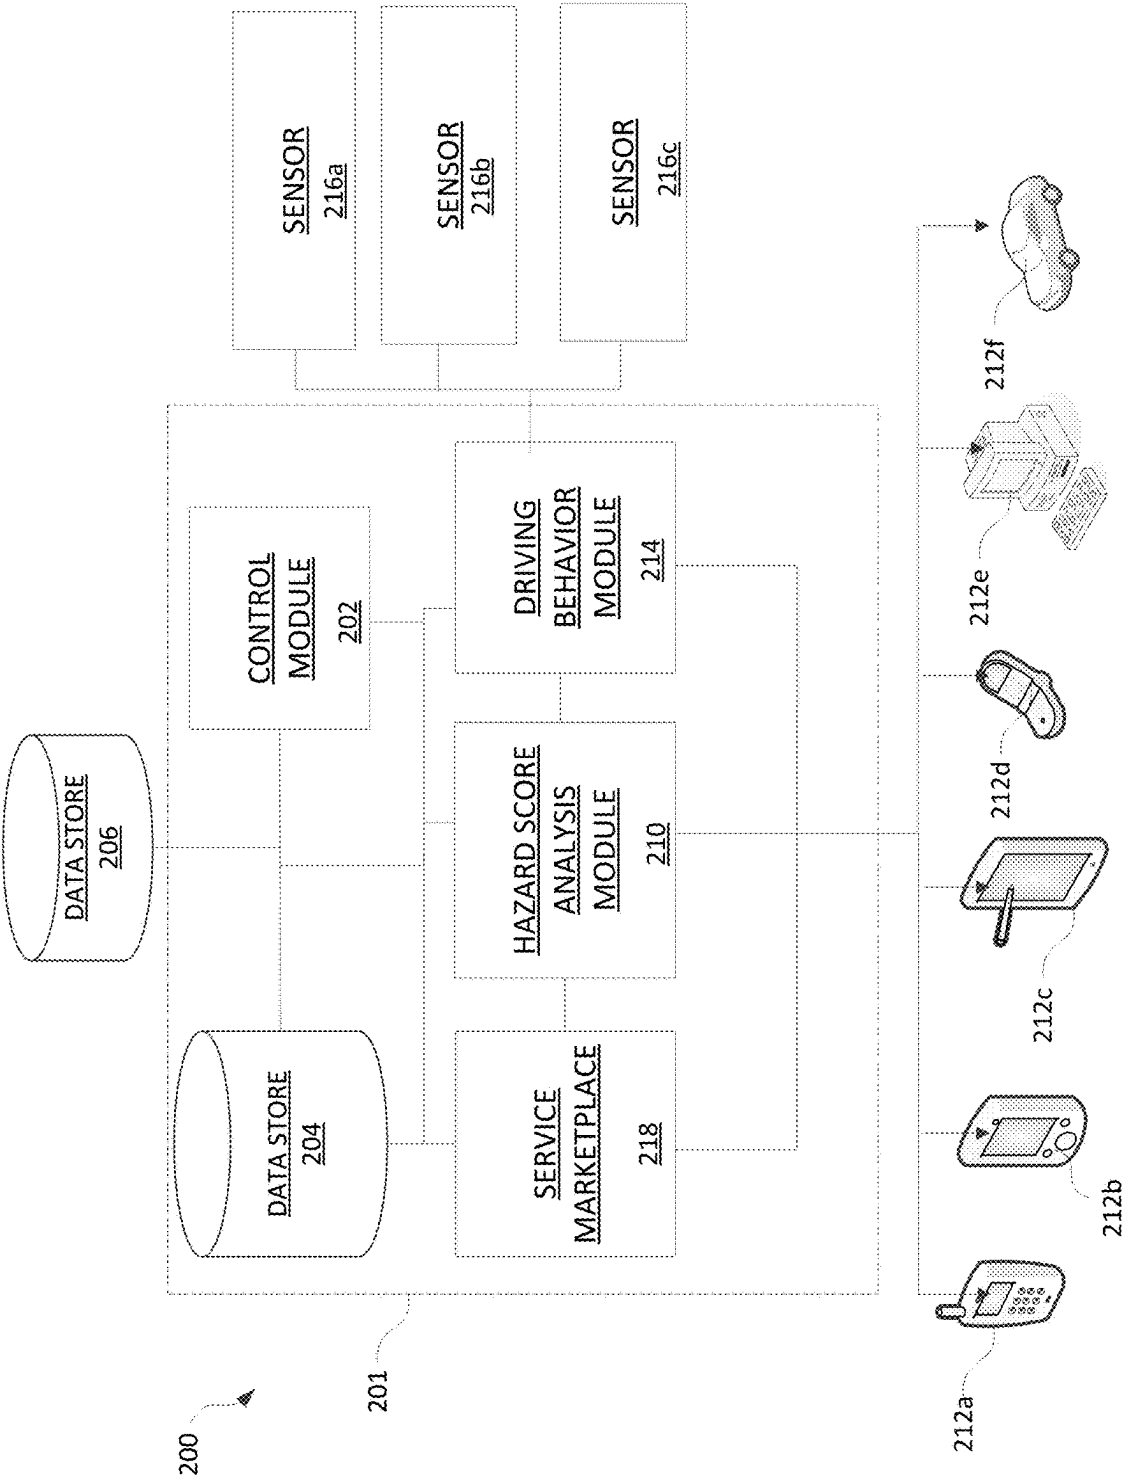 200
201
DATA STORE
206
DATA STORE
204
CONTROL
MODULE
202
SERVICE
MARKETPLACE
218
HAZARD SCORE
ANALYSIS
MODULE
210
DRIVING
BEHAVIOR
MODULE
214
SENSOR
216a
SENSOR
216b
SENSOR
216c
212a
212b
212c
212d
212e
212f